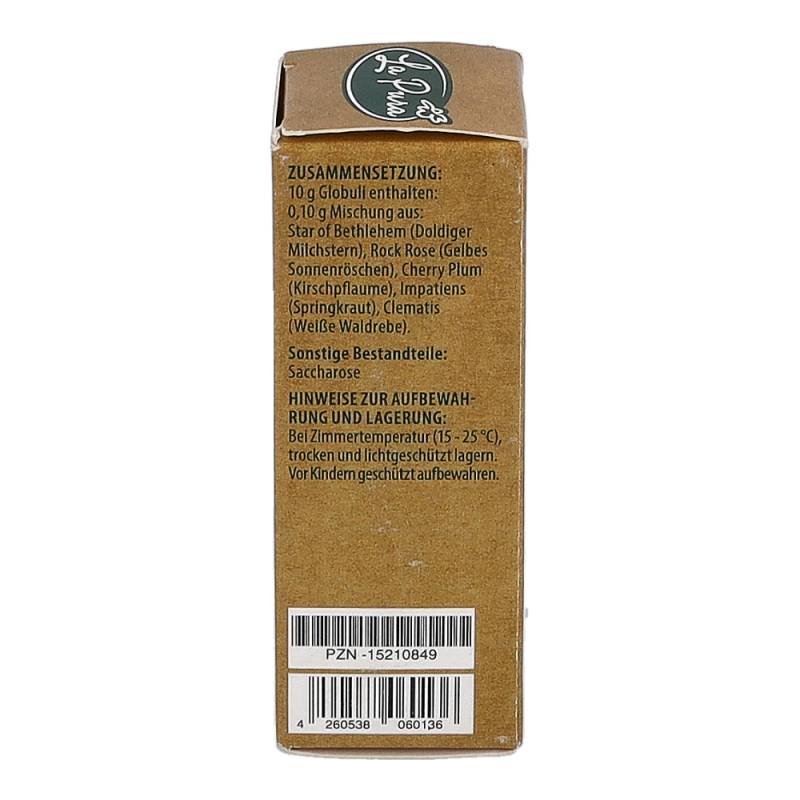 La Pura
ZUSAMMENSETZUNG:
10 g Globuli enthalten:
0,10 g Mischung aus:
Star of Bethlehem (Doldiger
Milchstern), Rock Rose (Gelbes
Sonnenröschen), Cherry Plum
(Kirschpflaume), Impatiens
(Springkraut), Clematis
(Weiße Waldrebe).
Sonstige Bestandteile:
Saccharose
HINWEISE ZUR AUFBEWAH-
RUNG UND LAGERUNG:
Bei Zimmertemperatur (15 - 25 °C),
trocken und lichtgeschützt lagern.
Vor Kindern geschützt aufbewahren.
PZN -15210849
4 260538 060136